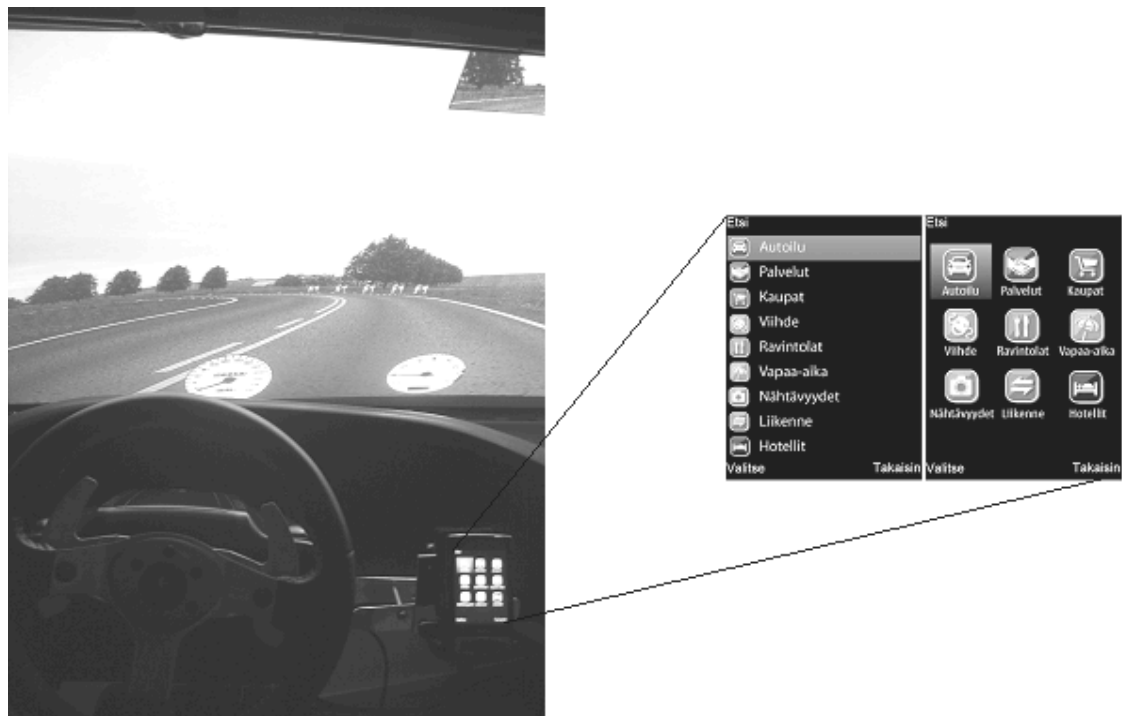 Etsi
Autoilu
Palvelut
Kaupat
Viihde
Ravintolat
Vapaa-aika
Nähtävyydet
Liikenne
Hotellit
Valitse Takaisin
Etsi
Autoilu Palvelut Kaupat
Viihde Ravintolat Vapaa-aika
Nähtävyydet Liikenne Hotellit
Valitse Takaisin